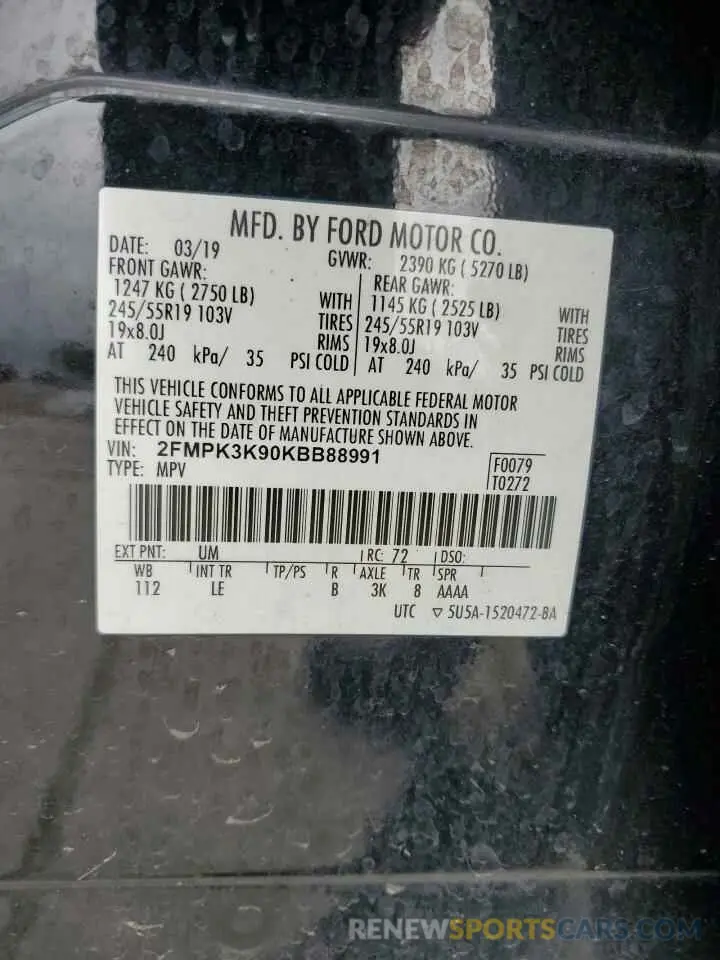 MFD. BY FORD MOTOR CO.
DATE: 03/19
GVWR: 2390 KG ( 5270 LB)
FRONT GAWR:
1247 KG ( 2750 LB) WITH
245/55R19 103V TIRES
19x8.0J RIMS
AT 240 kPa/ 35 PSI COLD
REAR GAWR:
1145 KG ( 2525 LB) WITH
245/55R19 103V TIRES
19x8.0J RIMS
AT 240 kPa/ 35 PSI COLD
THIS VEHICLE CONFORMS TO ALL APPLICABLE FEDERAL MOTOR
VEHICLE SAFETY AND THEFT PREVENTION STANDARDS IN
EFFECT ON THE DATE OF MANUFACTURE SHOWN ABOVE.
VIN: 2FMPK3K90KBB88991
TYPE: MPV
F0079
T0272
EXT PNT: UM RC: 72 DSO:
WB INT TR TP/PS R AXLE TR SPR
112 LE B 3K 8 AAAA
UTC ▽ 5U5A-1520472-BA
RENEWSPORTSCARS.COM